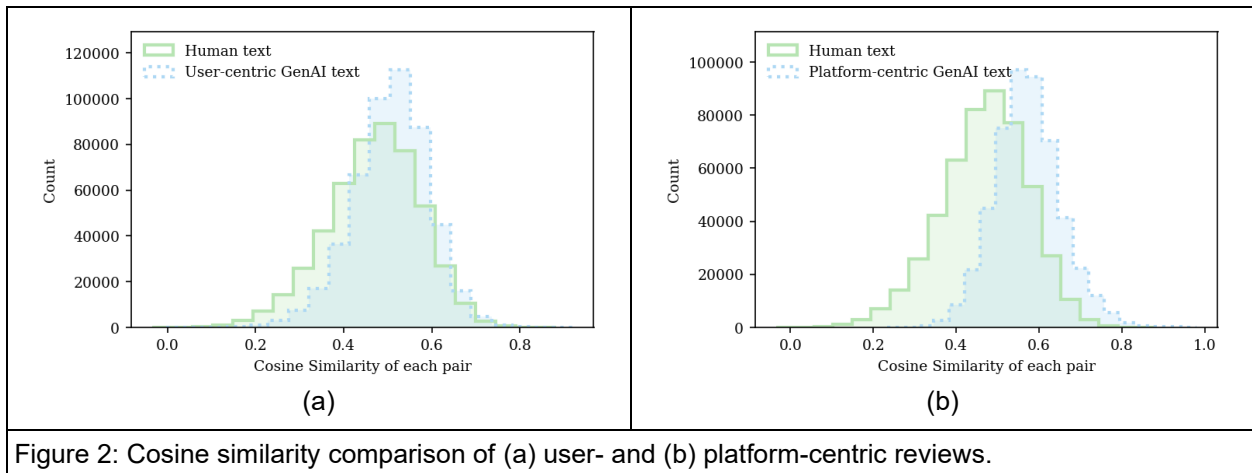 Human text
User-centric GenAI text
120000
100000
80000
60000
40000
20000
0
Count
0.0 0.2 0.4 0.6 0.8
Cosine Similarity of each pair
(a)
Human text
Platform-centric GenAI text
100000
80000
60000
40000
20000
0
Count
0.0 0.2 0.4 0.6 0.8 1.0
Cosine Similarity of each pair
(b)
Figure 2: Cosine similarity comparison of (a) user- and (b) platform-centric reviews.